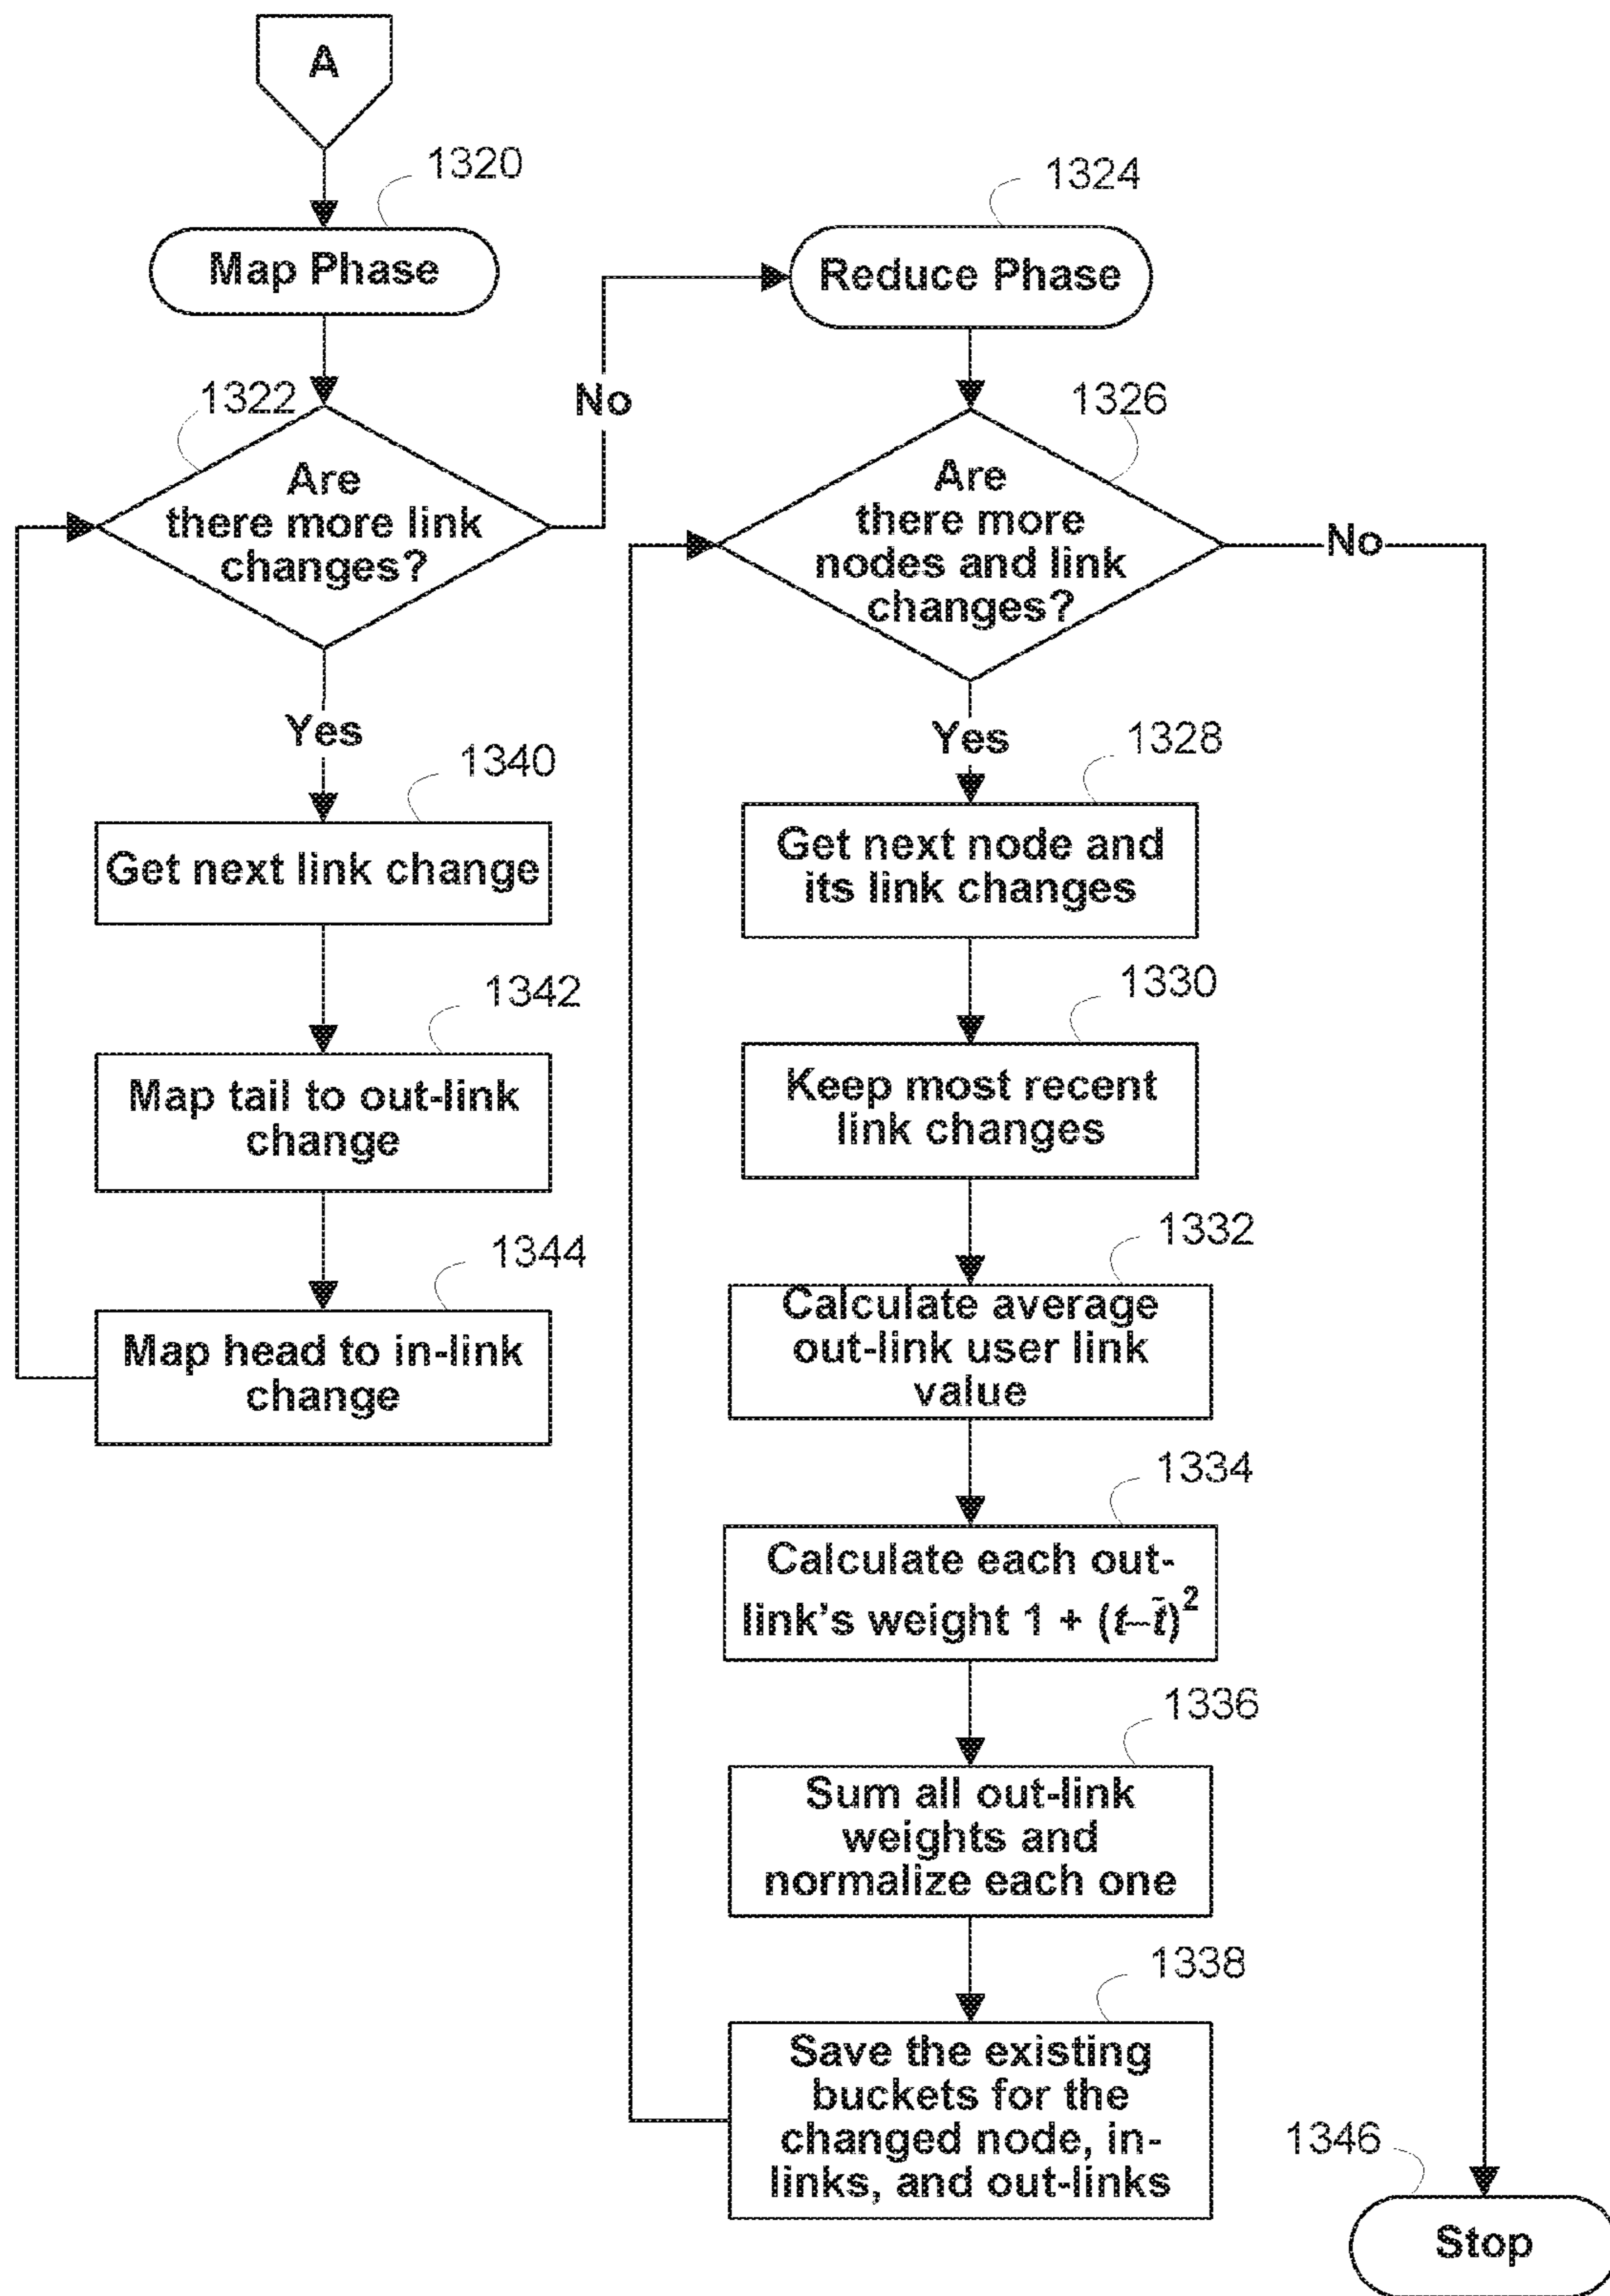 A
1320
Map Phase
1322
Are
there more link
changes?
No
Yes
1340
Get next link change
1342
Map tail to out-link
change
1344
Map head to in-link
change
1324
Reduce Phase
1326
Are
there more
nodes and link
changes?
No
Yes
1328
Get next node and
its link changes
1330
Keep most recent
link changes
1332
Calculate average
out-link user link
value
1334
Calculate each out-
link's weight 1 + (t–t̄)²
1336
Sum all out-link
weights and
normalize each one
1338
Save the existing
buckets for the
changed node, in-
links, and out-links
1346
Stop